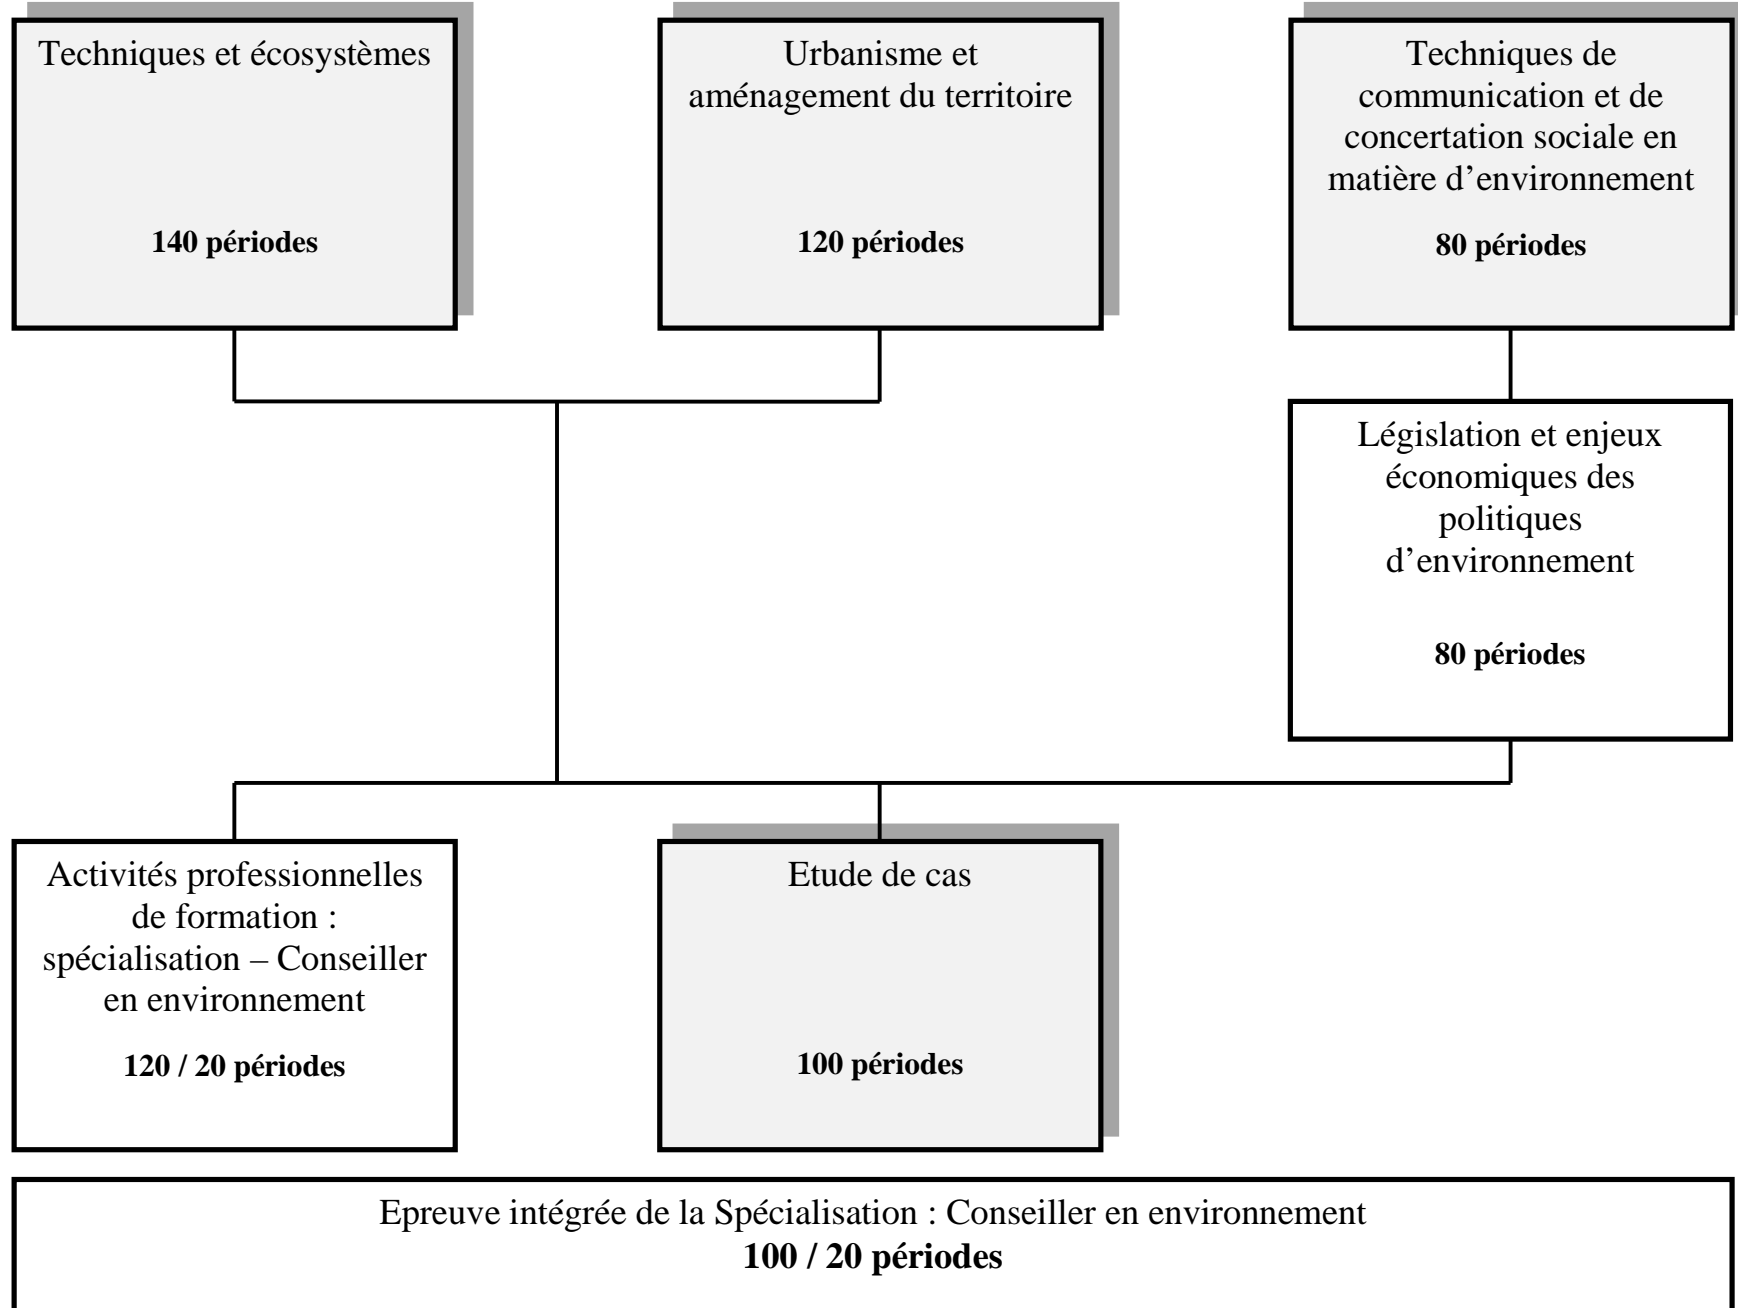 Techniques et écosystèmes
140 périodes
Urbanisme et
aménagement du territoire
120 périodes
Techniques de
communication et de
concertation sociale en
matière d’environnement
80 périodes
Législation et enjeux
économiques des
politiques
d’environnement
80 périodes
Activités professionnelles
de formation :
spécialisation – Conseiller
en environnement
120 / 20 périodes
Etude de cas
100 périodes
Epreuve intégrée de la Spécialisation : Conseiller en environnement
100 / 20 périodes